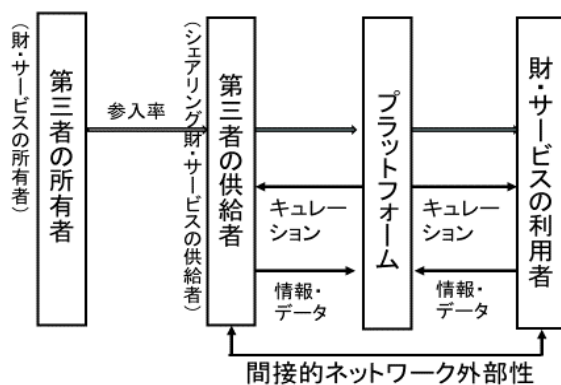 （財・サービスの所有者）
第三者の所有者
参入率
（シェアリング財・サービスの供給者）
第三者の供給者
プラットフォーム
財・サービスの利用者
キュレー
ション
キュレー
ション
情報・
データ
情報・
データ
間接的ネットワーク外部性